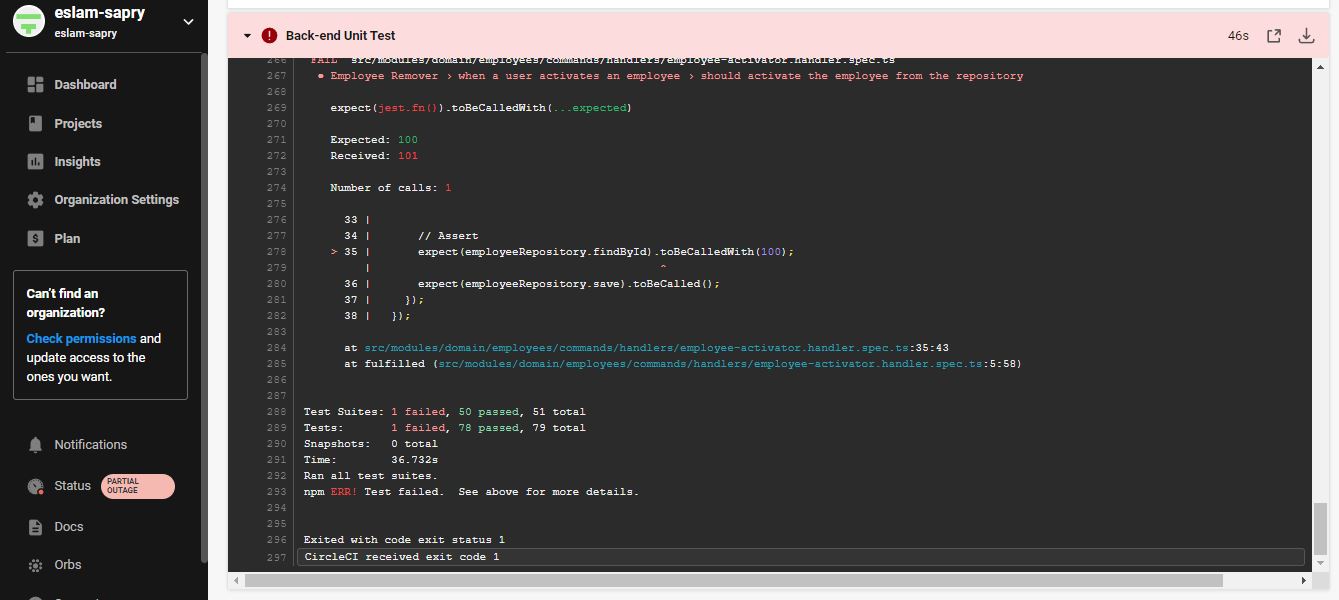 eslam-sapry
eslam-sapry
Dashboard
Projects
Insights
Organization Settings
Plan
Can't find an
organization?
Check permissions and
update access to the
ones you want.
Notifications
Status PARTIAL OUTAGE
Docs
Orbs
Back-end Unit Test 46s
266 FAIL src/modules/domain/employees/commands/handlers/employee-activator.handler.spec.ts
267 ● Employee Remover › when a user activates an employee › should activate the employee from the repository
268
269 expect(jest.fn()).toBeCalledWith(...expected)
270
271 Expected: 100
272 Received: 101
273
274 Number of calls: 1
275
276 33 |
277 34 | // Assert
278 > 35 | expect(employeeRepository.findById).toBeCalledWith(100);
279 | ^
280 36 | expect(employeeRepository.save).toBeCalled();
281 37 | });
282 38 | });
283
284 at src/modules/domain/employees/commands/handlers/employee-activator.handler.spec.ts:35:43
285 at fulfilled (src/modules/domain/employees/commands/handlers/employee-activator.handler.spec.ts:5:58)
286
287
288 Test Suites: 1 failed, 50 passed, 51 total
289 Tests: 1 failed, 78 passed, 79 total
290 Snapshots: 0 total
291 Time: 36.732s
292 Ran all test suites.
293 npm ERR! Test failed. See above for more details.
294
295
296 Exited with code exit status 1
297 CircleCI received exit code 1